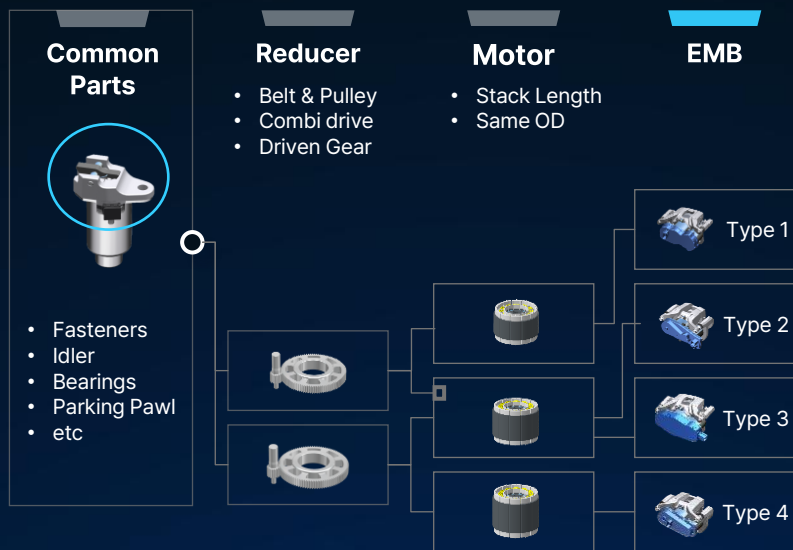 Common
Parts
Reducer
Motor
EMB
• Belt & Pulley
• Combi drive
• Driven Gear
• Stack Length
• Same OD
• Fasteners
• Idler
• Bearings
• Parking Pawl
• etc
Type 1
Type 2
Type 3
Type 4